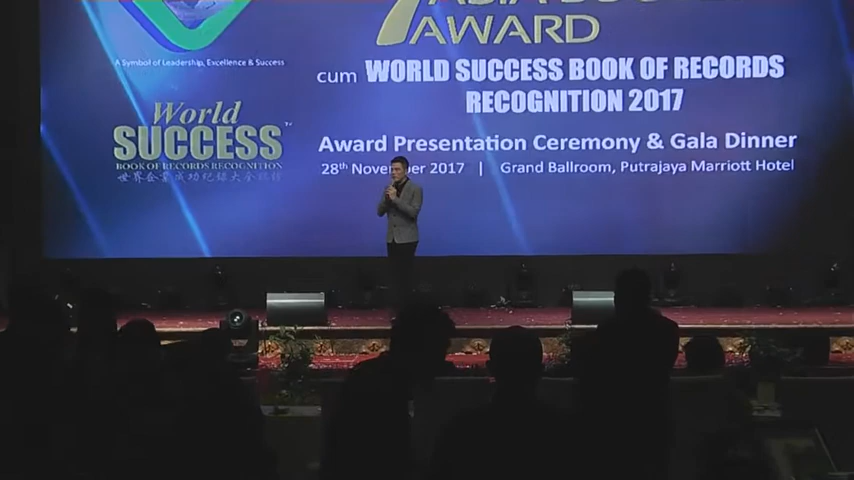 AWARD
A Symbol of Leadership, Excellence & Success
cum WORLD SUCCESS BOOK OF RECORDS
RECOGNITION 2017
World
SUCCESS
BOOK OF RECORDS RECOGNITION
Award Presentation Ceremony & Gala Dinner
28th November 2017 | Grand Ballroom, Putrajaya Marriott Hotel